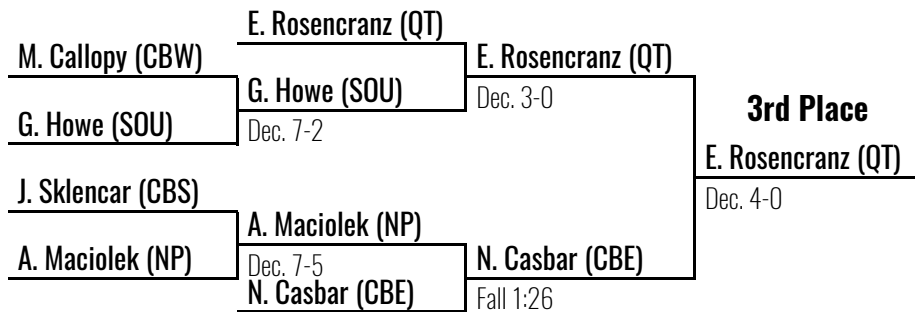 E. Rosencranz (QT)
M. Callopy (CBW)
E. Rosencranz (QT)
G. Howe (SOU)
Dec. 3-0
3rd Place
G. Howe (SOU)
Dec. 7-2
E. Rosencranz (QT)
J. Sklencar (CBS)
Dec. 4-0
A. Maciolek (NP)
A. Maciolek (NP)
Dec. 7-5
N. Casbar (CBE)
N. Casbar (CBE)
Fall 1:26